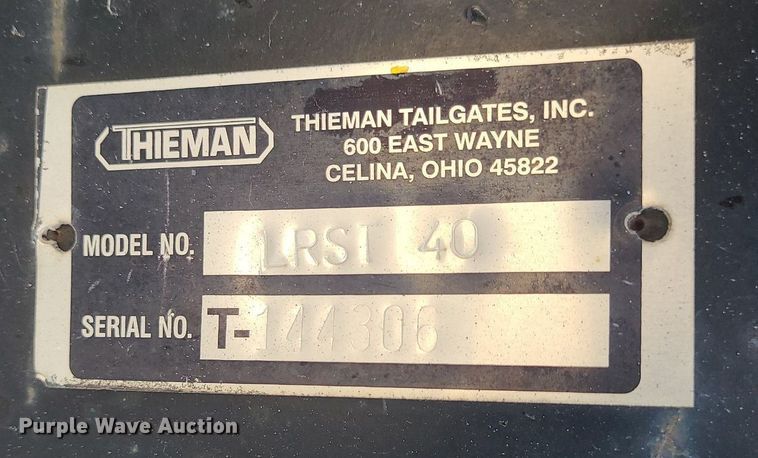 THIEMAN
THIEMAN TAILGATES, INC.
600 EAST WAYNE
CELINA, OHIO 45822
MODEL NO. LRST 40
SERIAL NO. T-144306
Purple Wave Auction